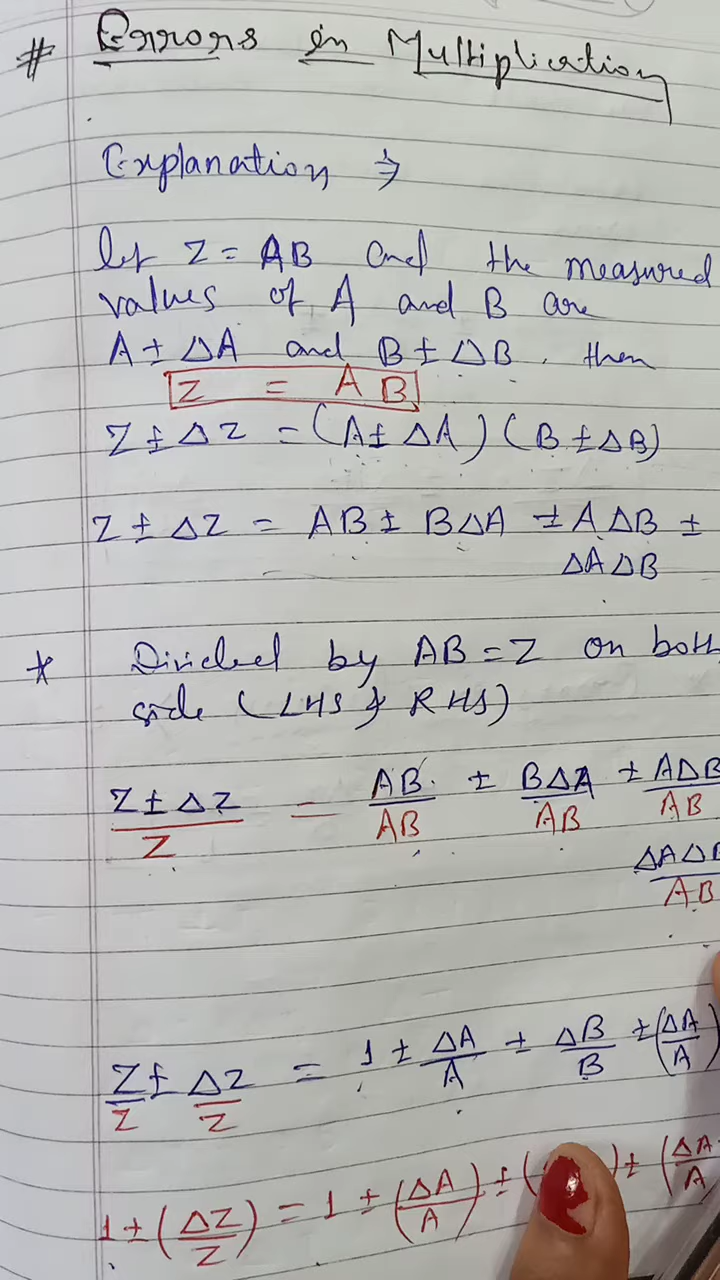 # Errors in Multiplication
Explanation ⇒
let Z = AB and the measured
values of A and B are
A ± ΔA and B ± ΔB. then
Z = AB
Z ± ΔZ = (A ± ΔA) (B ± ΔB)
Z ± ΔZ = AB ± BΔA ± AΔB ±
ΔAΔB
* Divided by AB = Z on both
side (LHS & RHS)
Z ± ΔZ / Z = AB/AB ± BΔA/AB ± AΔB/AB
ΔAΔB/AB
Z/Z ± ΔZ/Z = 1 ± ΔA/A ± ΔB/B ± (ΔA/A)
1 ± (ΔZ/Z) = 1 ± (ΔA/A) ± ( ) ± (ΔA/A